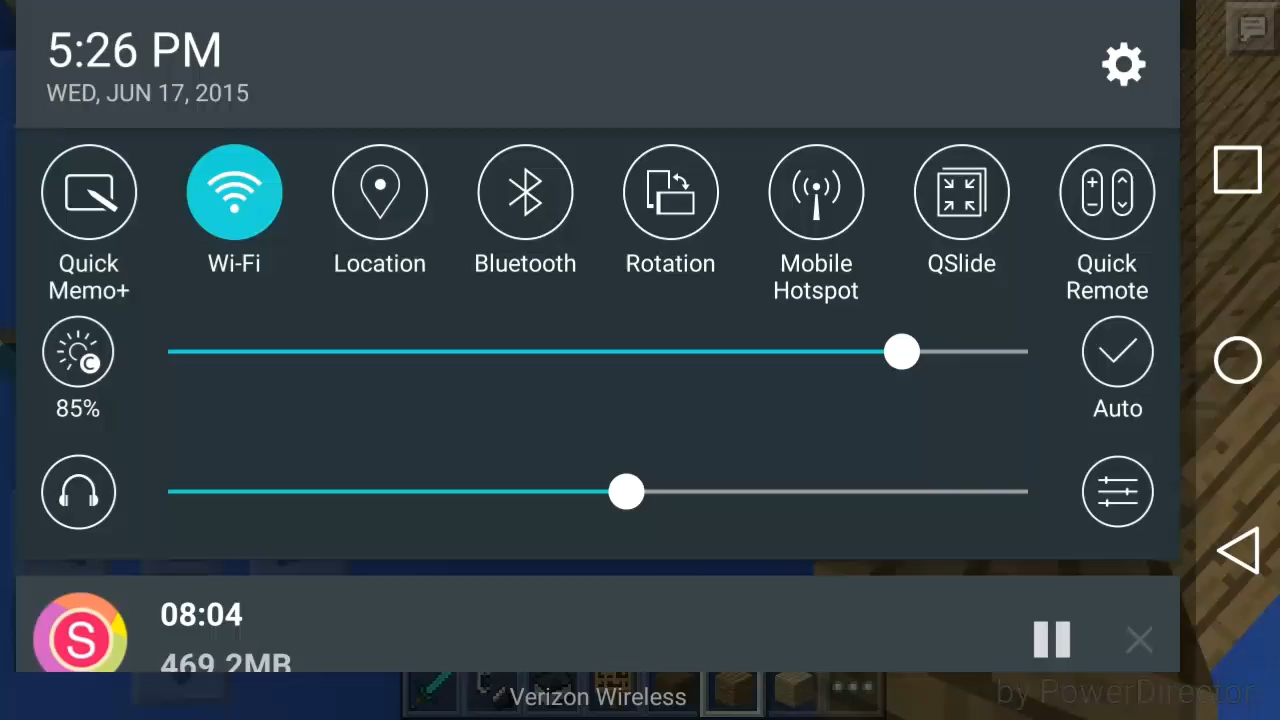 5:26 PM
WED, JUN 17, 2015
Quick Memo+
Wi-Fi
Location
Bluetooth
Rotation
Mobile Hotspot
QSlide
Quick Remote
85%
Auto
S
08:04
469.2MB
Verizon Wireless
by PowerDirector